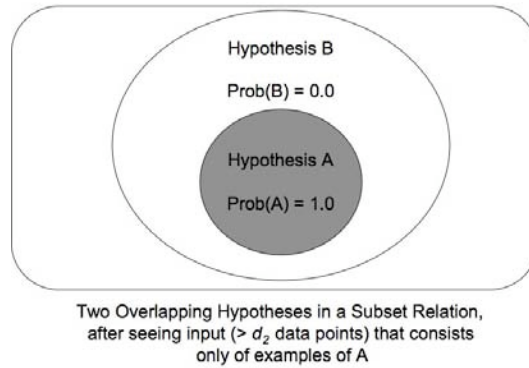 Hypothesis B
Prob(B) = 0.0
Hypothesis A
Prob(A) = 1.0
Two Overlapping Hypotheses in a Subset Relation,
after seeing input (> d₂ data points) that consists
only of examples of A